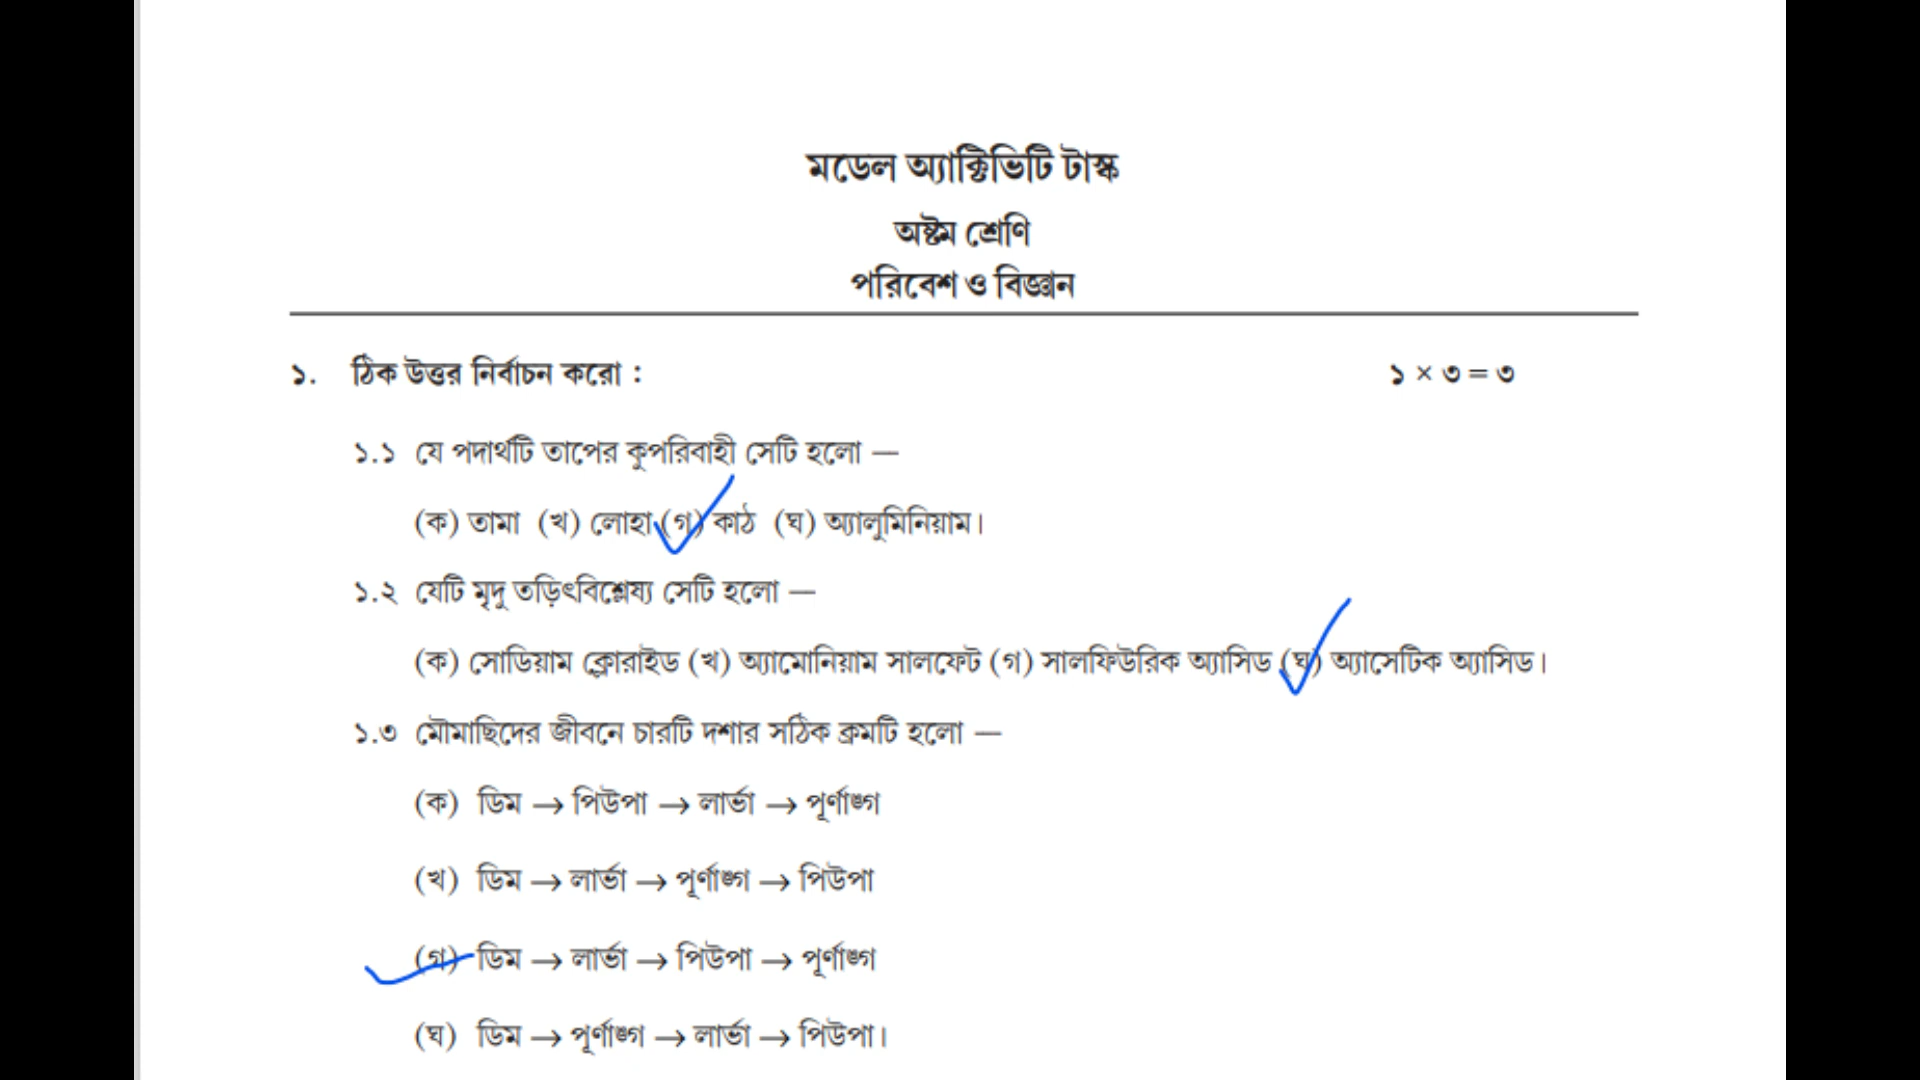 মডেল অ্যাক্টিভিটি টাস্ক
অষ্টম শ্রেণি
পরিবেশ ও বিজ্ঞান
১. ঠিক উত্তর নির্বাচন করো : ১ × ৩ = ৩
১.১ যে পদার্থটি তাপের কুপরিবাহী সেটি হলো —
(ক) তামা (খ) লোহা (গ) কাঠ (ঘ) অ্যালুমিনিয়াম।
১.২ যেটি মৃদু তড়িৎবিশ্লেষ্য সেটি হলো —
(ক) সোডিয়াম ক্লোরাইড (খ) অ্যামোনিয়াম সালফেট (গ) সালফিউরিক অ্যাসিড (ঘ) অ্যাসেটিক অ্যাসিড।
১.৩ মৌমাছিদের জীবনে চারটি দশার সঠিক ক্রমটি হলো —
(ক) ডিম → পিউপা → লার্ভা → পূর্ণাঙ্গ
(খ) ডিম → লার্ভা → পূর্ণাঙ্গ → পিউপা
(গ) ডিম → লার্ভা → পিউপা → পূর্ণাঙ্গ
(ঘ) ডিম → পূর্ণাঙ্গ → লার্ভা → পিউপা।